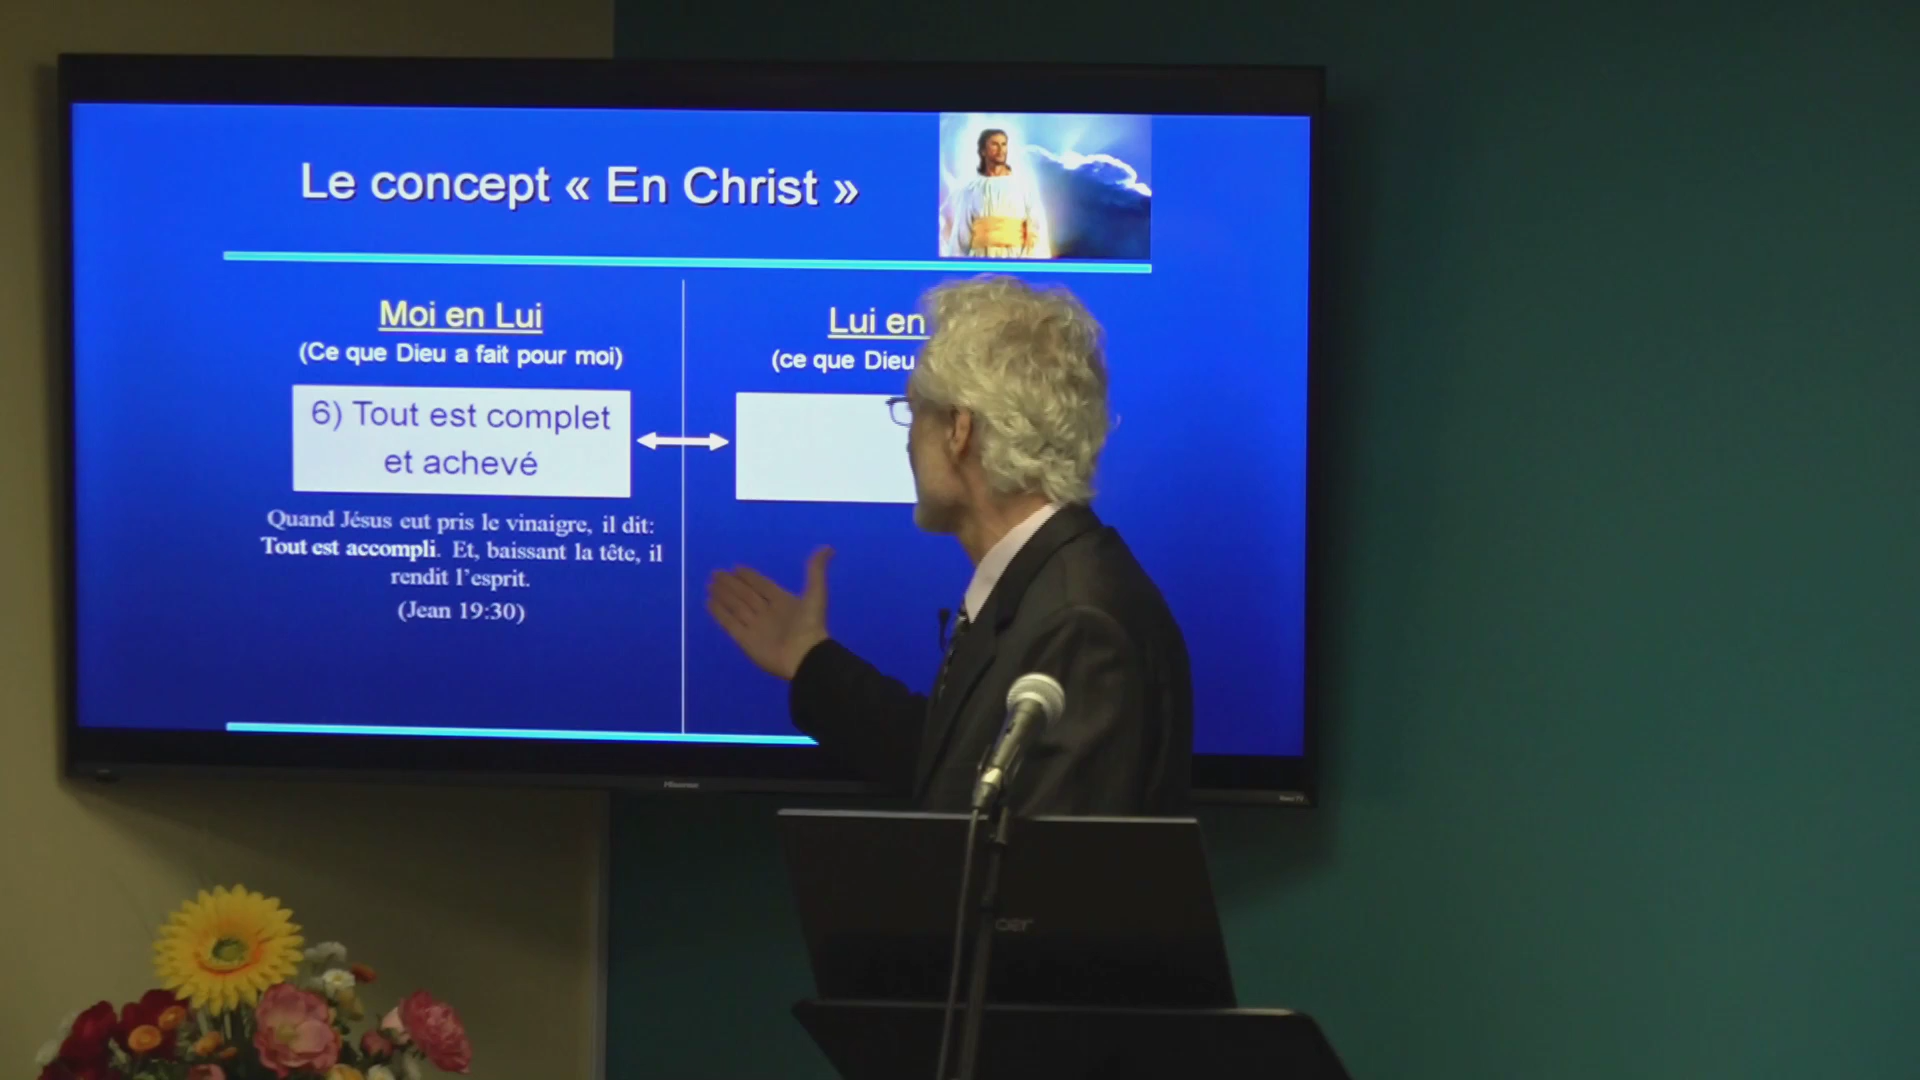 Le concept « En Christ »
Moi en Lui
(Ce que Dieu a fait pour moi)
6) Tout est complet
et achevé
Quand Jésus eut pris le vinaigre, il dit:
Tout est accompli. Et, baissant la tête, il
rendit l’esprit.
(Jean 19:30)
Lui en
(ce que Dieu
Hisense